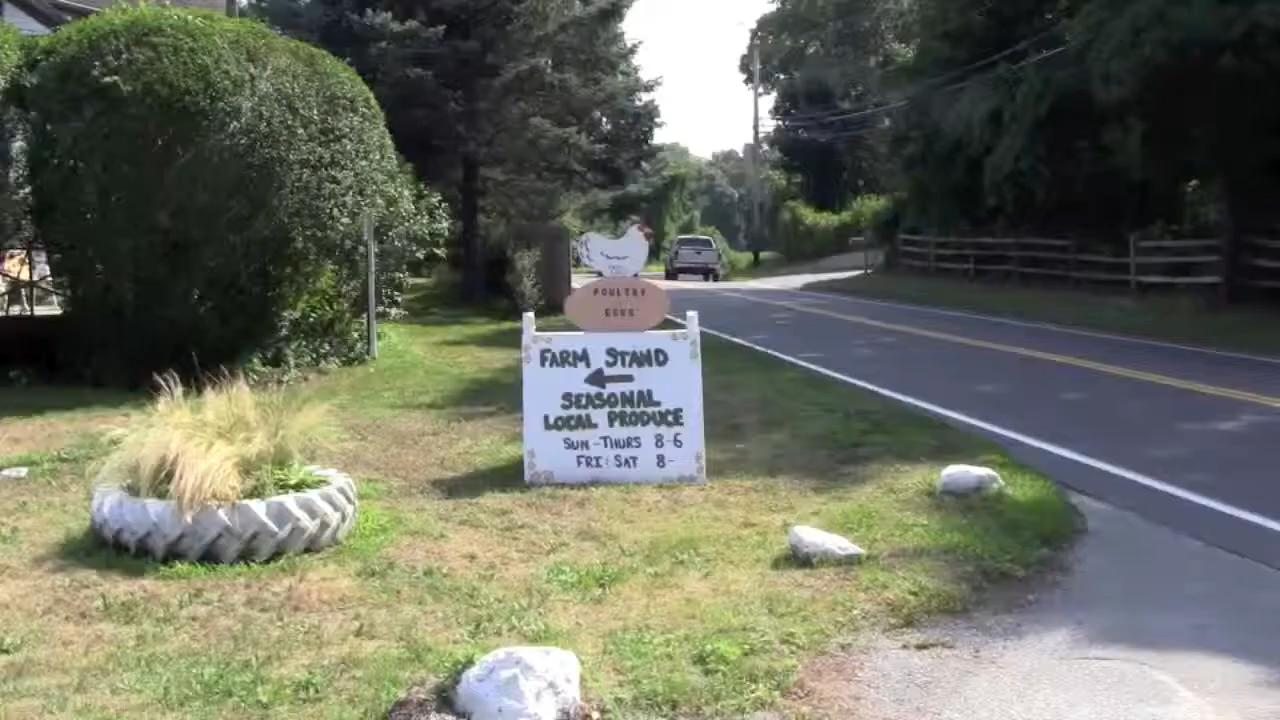 POULTRY
EGGS
FARM STAND
SEASONAL
LOCAL PRODUCE
SUN-THURS 8-6
FRI SAT 8-